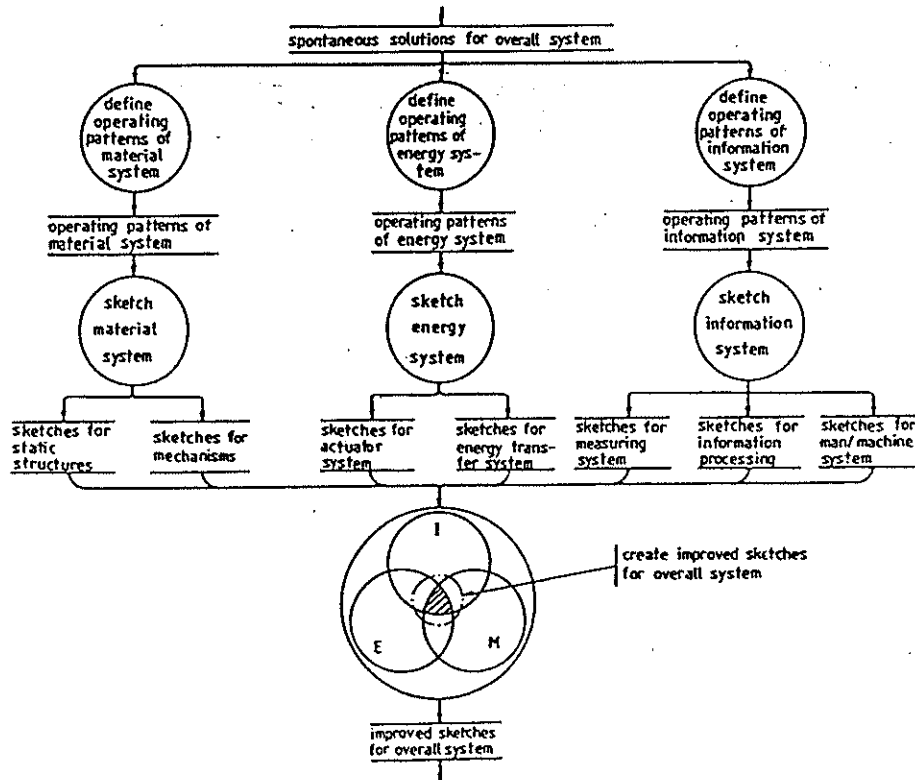 spontaneous solutions for overall system
define
operating
patterns of
material
system
define
operating
patterns of
energy sys-
tem
define
operating
patterns of
information
system
operating patterns of
material system
operating patterns
of energy system
operating patterns of
information system
sketch
material
system
sketch
energy
system
sketch
information
system
sketches for
static
structures
sketches for
mechanisms
sketches for
actuator
system
sketches for
energy trans-
fer system
sketches for
measuring
system
sketches for
information
processing
sketches for
man/machine
system
I
E
M
create improved sketches
for overall system
improved sketches
for overall system